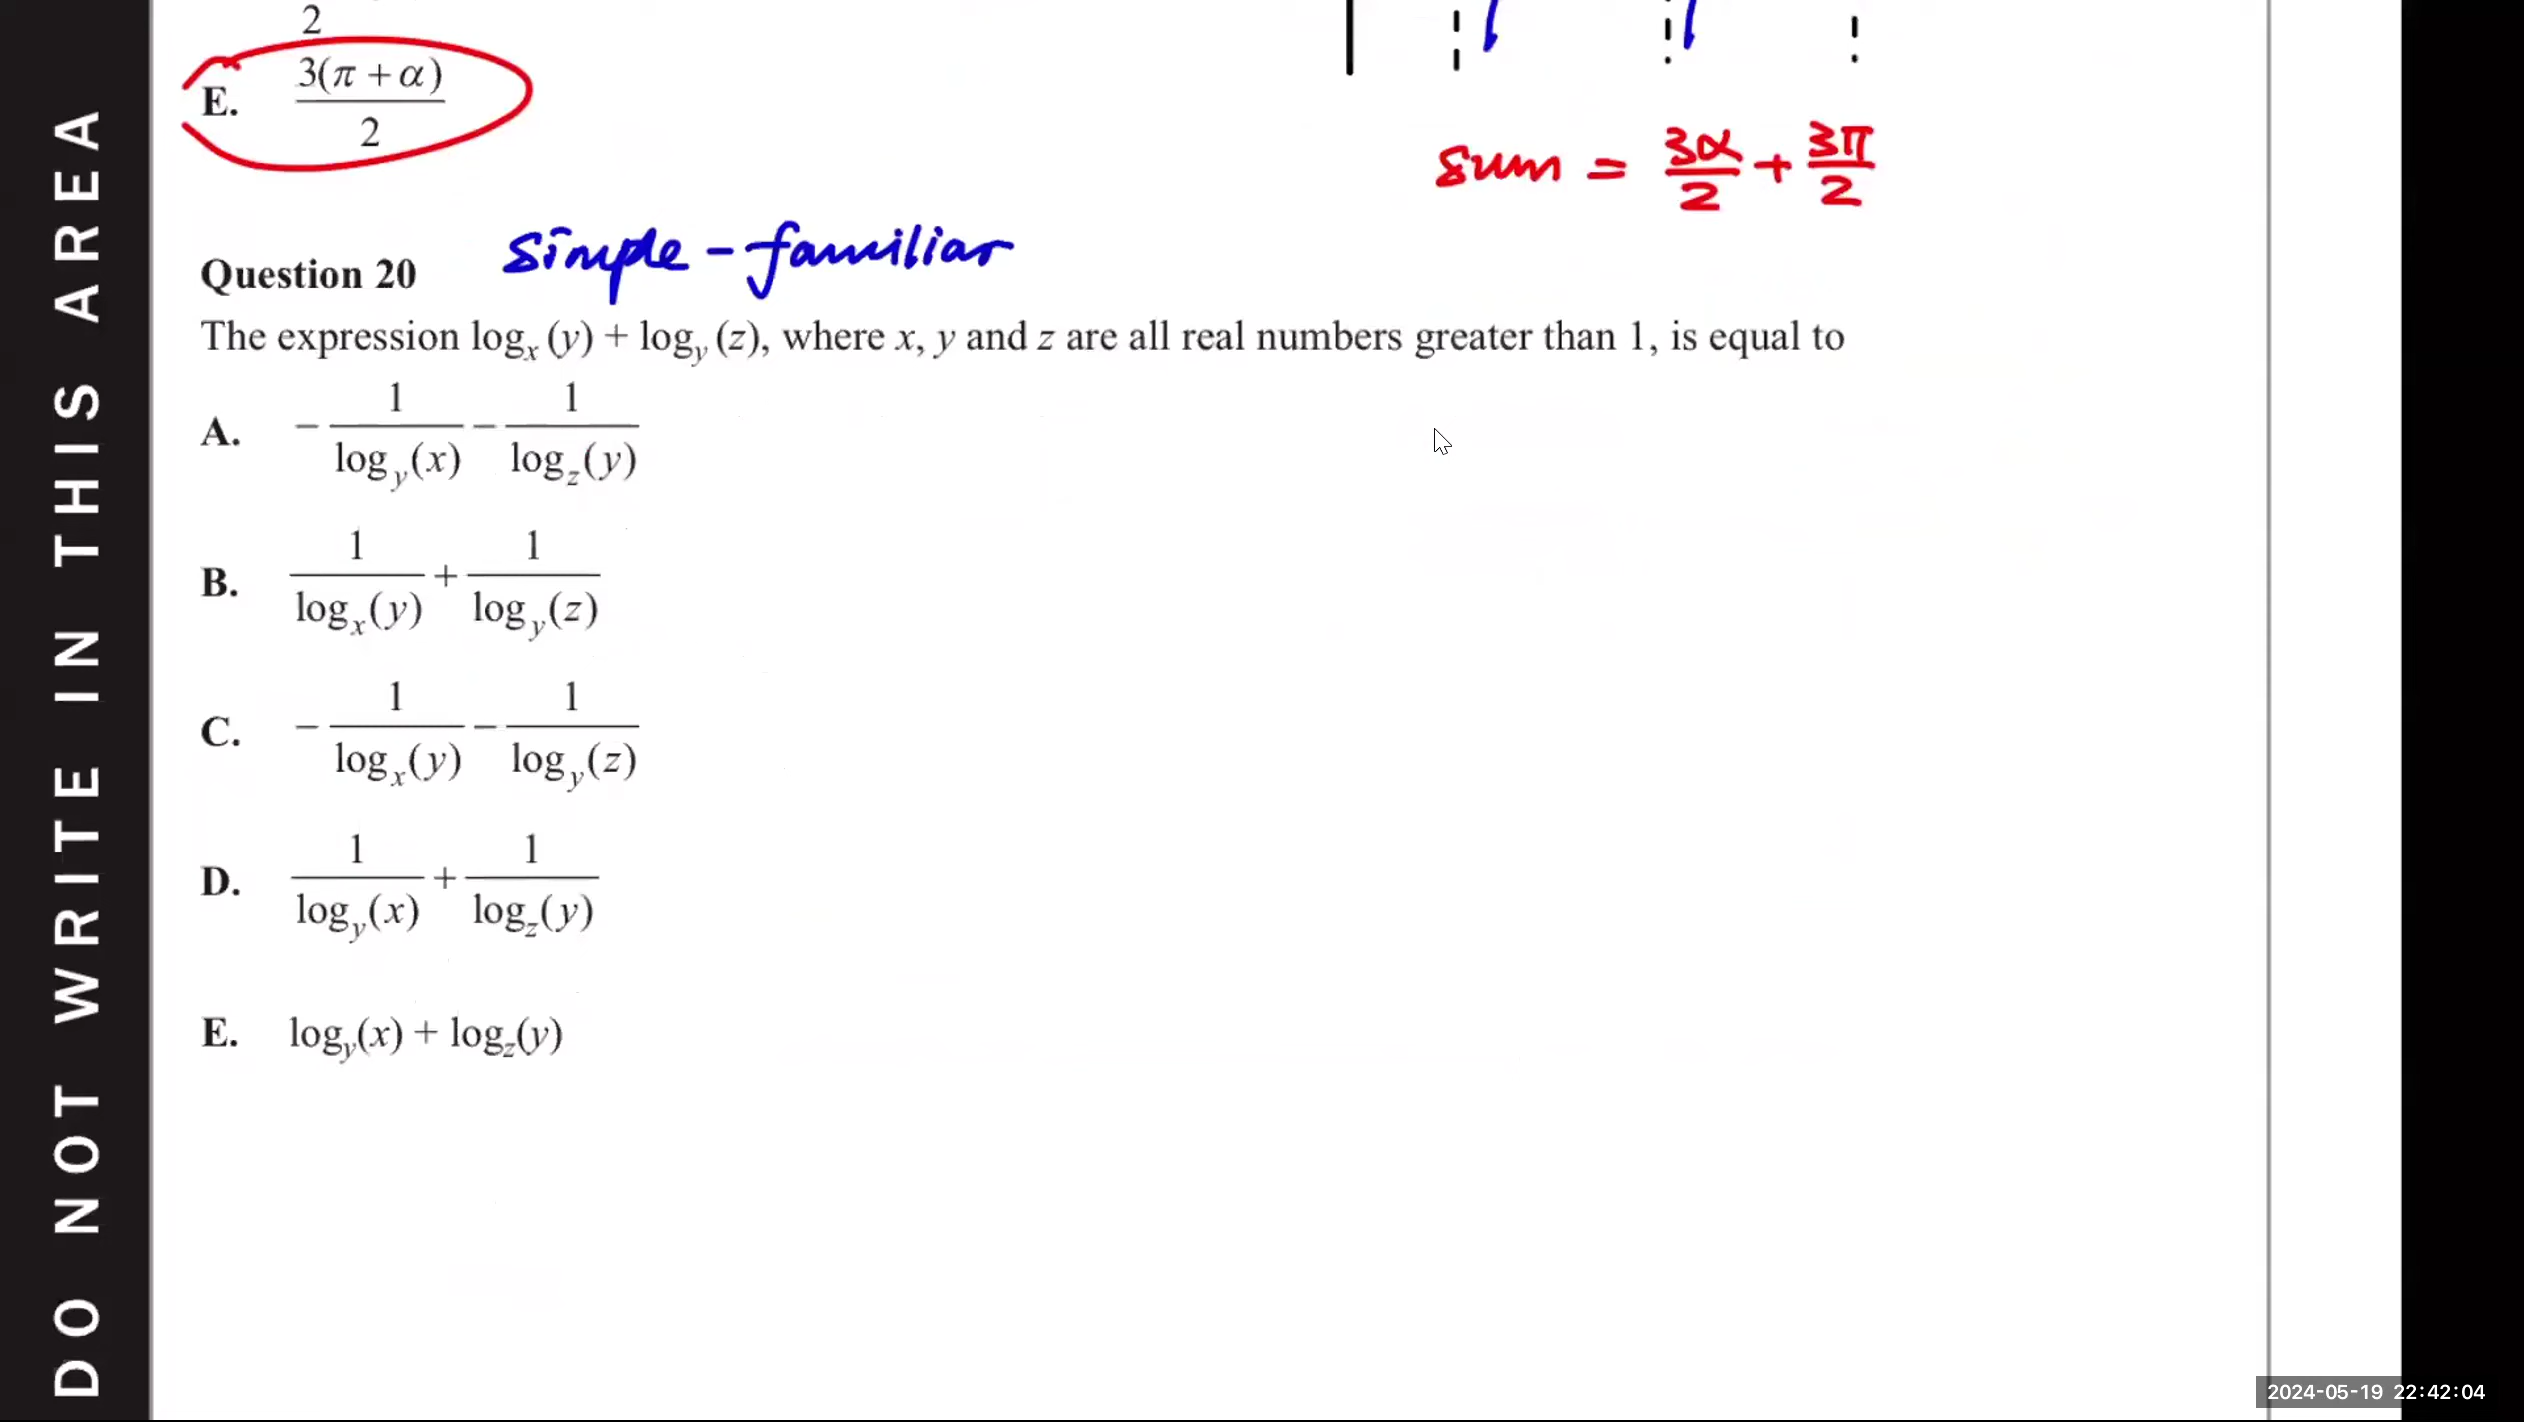 DO NOT WRITE IN THIS AREA
2
E. 3(π + α)/2
sum = 3α/2 + 3π/2
simple - familiar
Question 20
The expression logₓ(y) + log_y(z), where x, y and z are all real numbers greater than 1, is equal to
A. − 1/log_y(x) − 1/log_z(y)
B. 1/logₓ(y) + 1/log_y(z)
C. − 1/logₓ(y) − 1/log_y(z)
D. 1/log_y(x) + 1/log_z(y)
E. log_y(x) + log_z(y)
2024-05-19 22:42:04